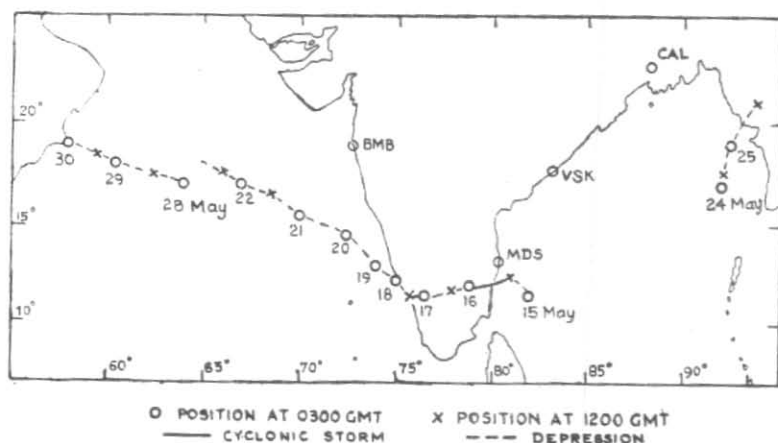 CAL
20°
BMB
25
30
29
VSK
28 May
22
24 May
15°
21
20
MDS
19
18
16
17
15 May
10°
60° 65° 70° 75° 80° 85° 90°
O POSITION AT 0300 GMT x POSITION AT 1200 GMT
—— CYCLONIC STORM --- DEPRESSION